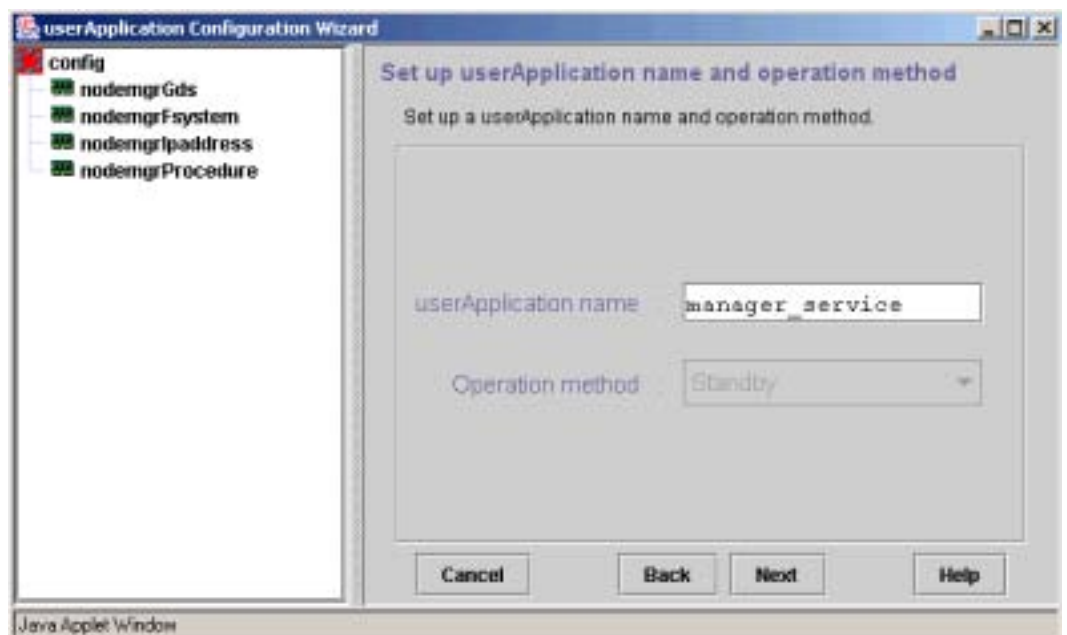 userApplication Configuration Wizard
config
nodemgrGds
nodemgrFsystem
nodemgrIpaddress
nodemgrProcedure
Set up userApplication name and operation method
Set up a userApplication name and operation method.
userApplication name
manager_service
Operation method
Standby
Cancel
Back
Next
Help
Java Applet Window